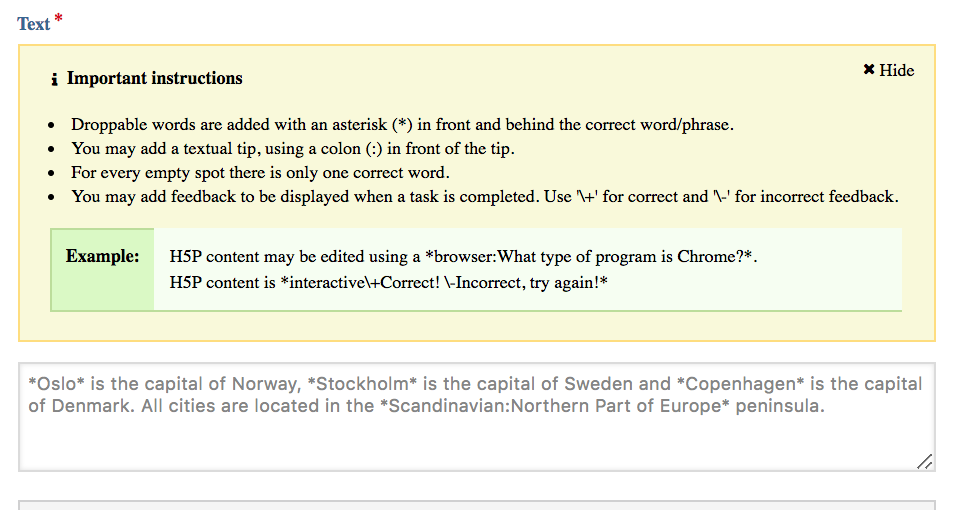 Text *
Important instructions
Hide
Droppable words are added with an asterisk (*) in front and behind the correct word/phrase.
You may add a textual tip, using a colon (:) in front of the tip.
For every empty spot there is only one correct word.
You may add feedback to be displayed when a task is completed. Use '\+' for correct and '\-' for incorrect feedback.
Example:
H5P content may be edited using a *browser:What type of program is Chrome?*.
H5P content is *interactive\+Correct! \-Incorrect, try again!*
*Oslo* is the capital of Norway, *Stockholm* is the capital of Sweden and *Copenhagen* is the capital
of Denmark. All cities are located in the *Scandinavian:Northern Part of Europe* peninsula.